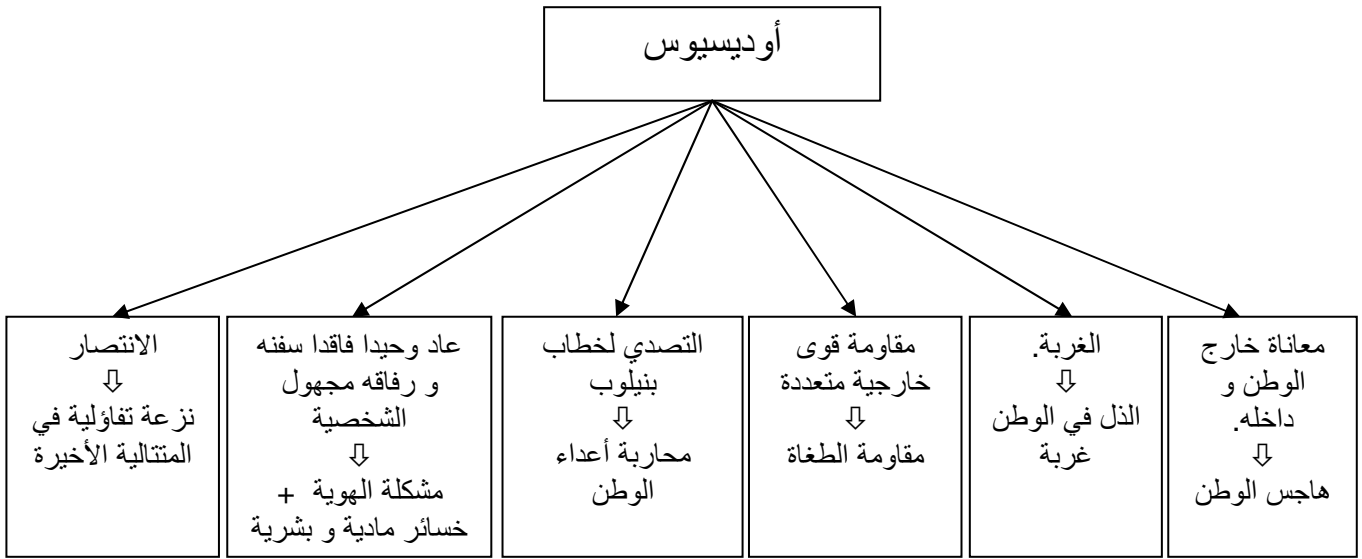 أوديسيوس
معاناة خارج
الوطن و
داخله.
⇩
هاجس الوطن
الغربة.
⇩
الذل في الوطن
غربة
مقاومة قوى
خارجية متعددة
⇩
مقاومة الطغاة
التصدي لخطاب
بنيلوب
⇩
محاربة أعداء
الوطن
عاد وحيدا فاقدا سفنه
و رفاقه مجهول
الشخصية
⇩
مشكلة الهوية +
خسائر مادية و بشرية
الانتصار
⇩
نزعة تفاؤلية في
المتتالية الأخيرة